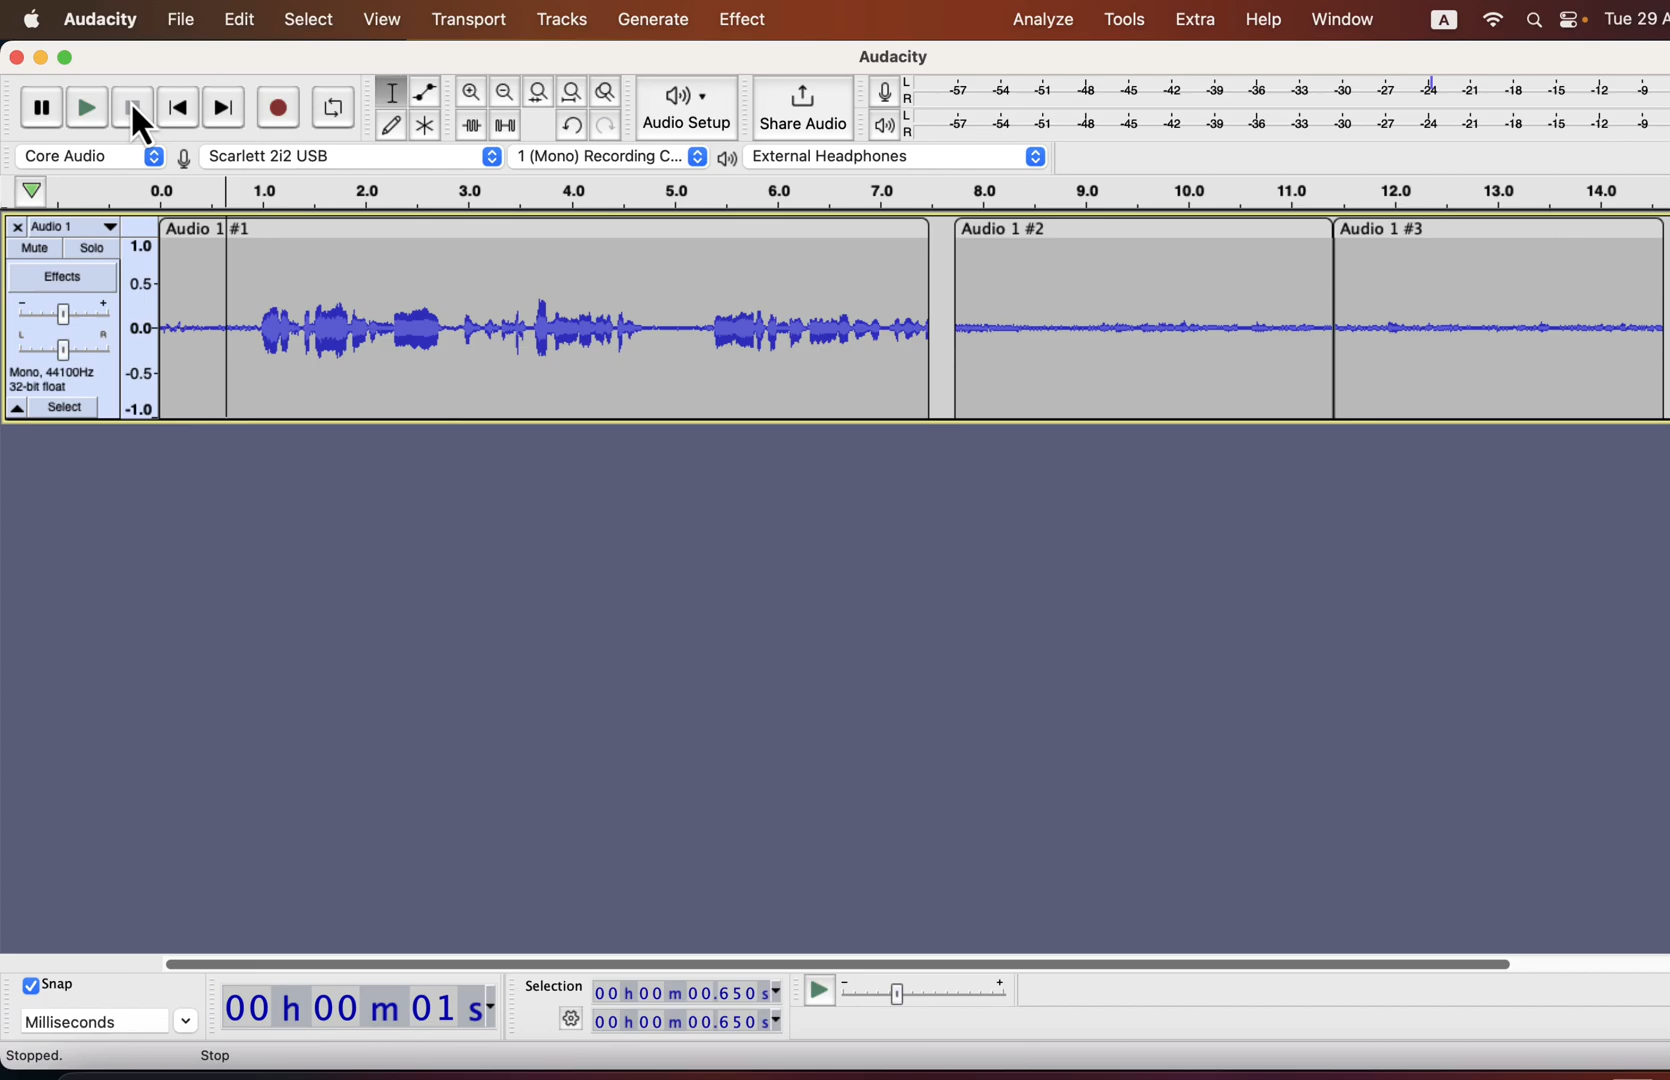 Audacity File Edit Select View Transport Tracks Generate Effect Analyze Tools Extra Help Window A Tue 29 A
Audacity
Audio Setup
Share Audio
L
R
-57 -54 -51 -48 -45 -42 -39 -36 -33 -30 -27 -24 -21 -18 -15 -12 -9
L
R
-57 -54 -51 -48 -45 -42 -39 -36 -33 -30 -27 -24 -21 -18 -15 -12 -9
Core Audio Scarlett 2i2 USB 1 (Mono) Recording C... External Headphones
0.0 1.0 2.0 3.0 4.0 5.0 6.0 7.0 8.0 9.0 10.0 11.0 12.0 13.0 14.0
Audio 1 Audio 1 #1 Audio 1 #2 Audio 1 #3
Mute Solo 1.0
Effects 0.5
- +
L R 0.0
Mono, 44100Hz -0.5
32-bit float
Select -1.0
Snap
Milliseconds
00 h 00 m 01 s
Selection 00 h 00 m 00.650 s
00 h 00 m 00.650 s
- +
Stopped. Stop